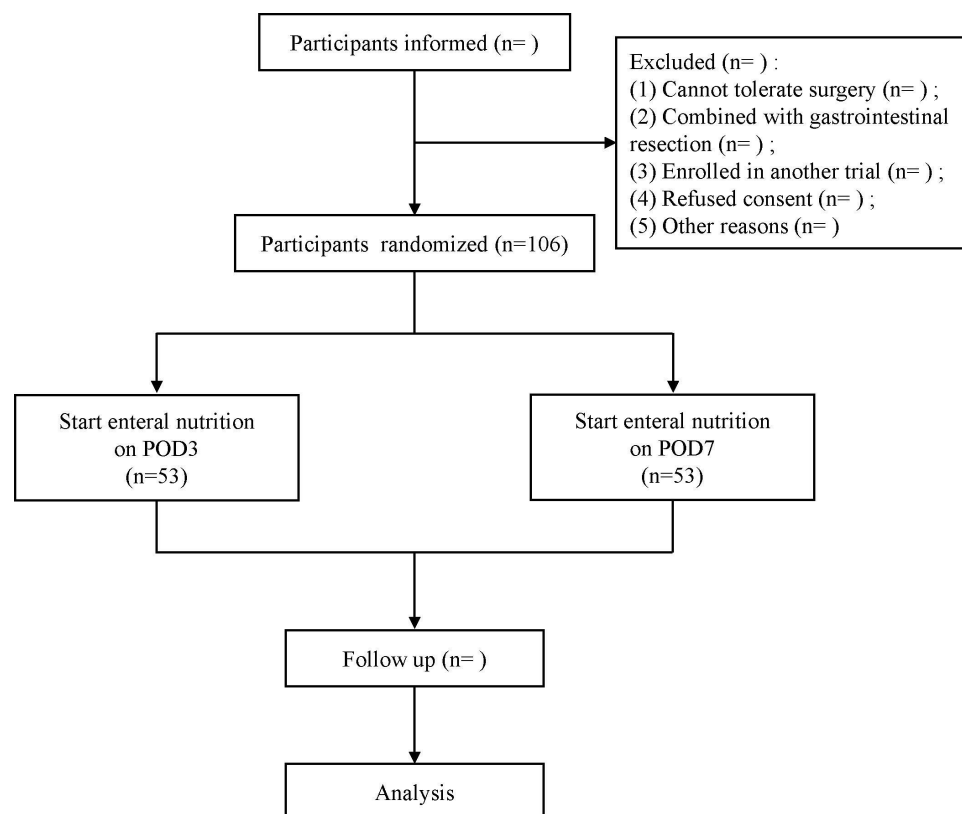 Participants informed (n= )
Excluded (n= ) :
(1) Cannot tolerate surgery (n= ) ;
(2) Combined with gastrointestinal
resection (n= ) ;
(3) Enrolled in another trial (n= ) ;
(4) Refused consent (n= ) ;
(5) Other reasons (n= )
Participants randomized (n=106)
Start enteral nutrition
on POD3
(n=53)
Start enteral nutrition
on POD7
(n=53)
Follow up (n= )
Analysis